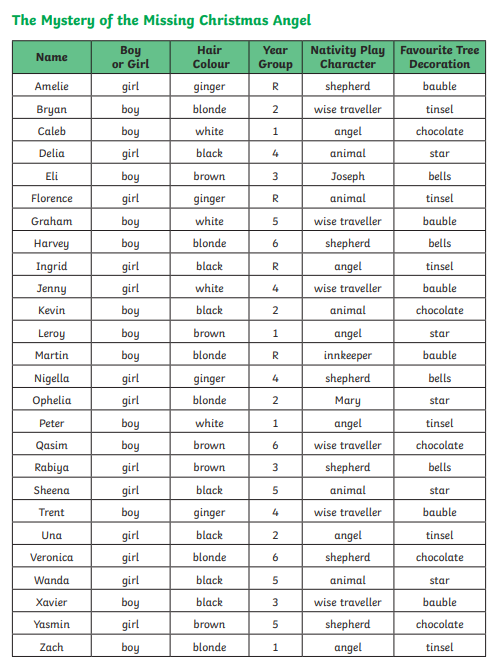 The Mystery of the Missing Christmas Angel
Name Boy or Girl Hair Colour Year Group Nativity Play Character Favourite Tree Decoration
Amelie girl ginger R shepherd bauble
Bryan boy blonde 2 wise traveller tinsel
Caleb boy white 1 angel chocolate
Delia girl black 4 animal star
Eli boy brown 3 Joseph bells
Florence girl ginger R animal tinsel
Graham boy white 5 wise traveller bauble
Harvey boy blonde 6 shepherd bells
Ingrid girl black R angel tinsel
Jenny girl white 4 wise traveller bauble
Kevin boy black 2 animal chocolate
Leroy boy brown 1 angel star
Martin boy blonde R innkeeper bauble
Nigella girl ginger 4 shepherd bells
Ophelia girl blonde 2 Mary star
Peter boy white 1 angel tinsel
Qasim boy brown 6 wise traveller chocolate
Rabiya girl brown 3 shepherd bells
Sheena girl black 5 animal star
Trent boy ginger 4 wise traveller bauble
Una girl black 2 angel tinsel
Veronica girl blonde 6 shepherd chocolate
Wanda girl black 5 animal star
Xavier boy black 3 wise traveller bauble
Yasmin girl brown 5 shepherd chocolate
Zach boy blonde 1 angel tinsel